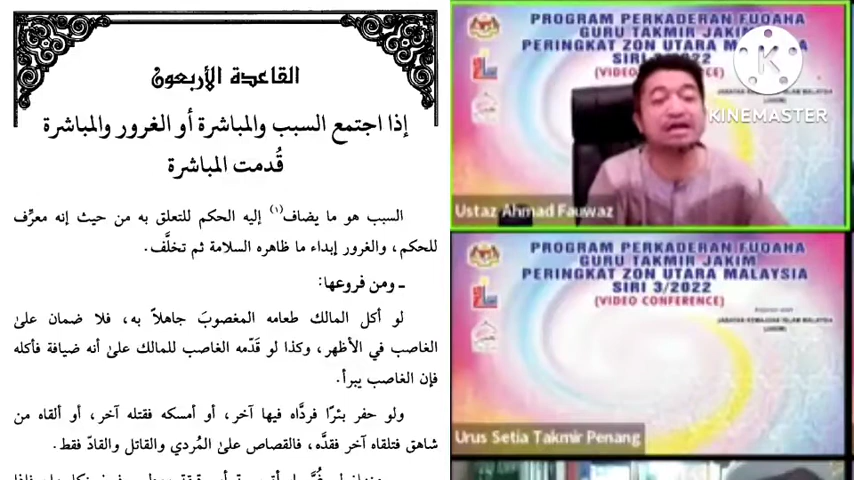 القاعدة الأربعون
إذا اجتمع السبب والمباشرة أو الغرور والمباشرة
قُدمت المباشرة
السبب هو ما يضاف(١) إليه الحكم للتعلق به من حيث إنه معرِّف
للحكم، والغرور إبداء ما ظاهره السلامة ثم تخلَّف.
ـ ومن فروعها:
لو أكل المالك طعامه المغصوبَ جاهلاً به، فلا ضمان علىٰ
الغاصب في الأظهر، وكذا لو قَدّمه الغاصب للمالك علىٰ أنه ضيافة فأكله
فإن الغاصب يبرأ.
ولو حفر بئرًا فردَّاه فيها آخر، أو أمسكه فقتله آخر، أو ألقاه من
شاهق فتلقاه آخر فقدَّه، فالقصاص علىٰ المُردي والقاتل والقادّ فقط.
PROGRAM PERKADERAN FUQAHA
GURU TAKMIR JAKIM
PERINGKAT ZON UTARA MALAYSIA
SIRI
2022
(VIDEO
K
KINEMASTER
Ustaz Ahmad Fauwaz
PROGRAM PERKADERAN FUQAHA
GURU TAKMIR JAKIM
PERINGKAT ZON UTARA MALAYSIA
SIRI 3/2022
(VIDEO CONFERENCE)
JABATAN KEMAJUAN ISLAM MALAYSIA
(JAKIM)
Urus Setia Takmir Penang